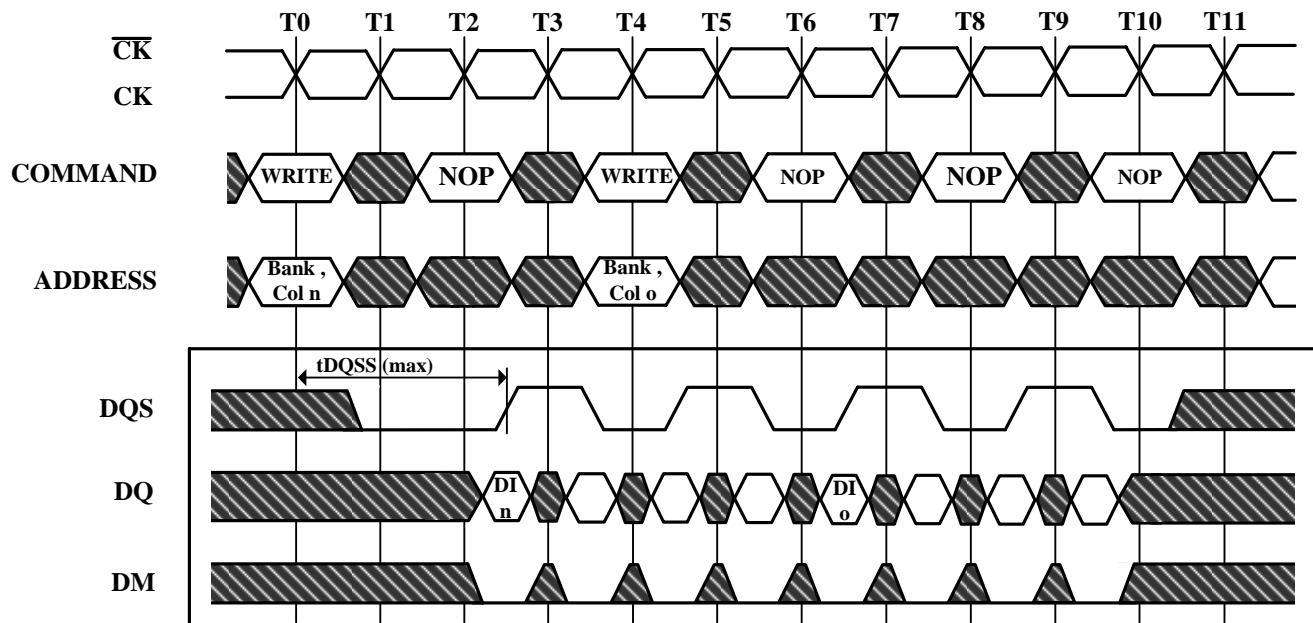 T0 T1 T2 T3 T4 T5 T6 T7 T8 T9 T10 T11
CK
CK
COMMAND
WRITE NOP WRITE NOP NOP NOP
ADDRESS
Bank , Bank ,
Col n Col o
tDQSS (max)
DQS
DQ
DI DI
n o
DM